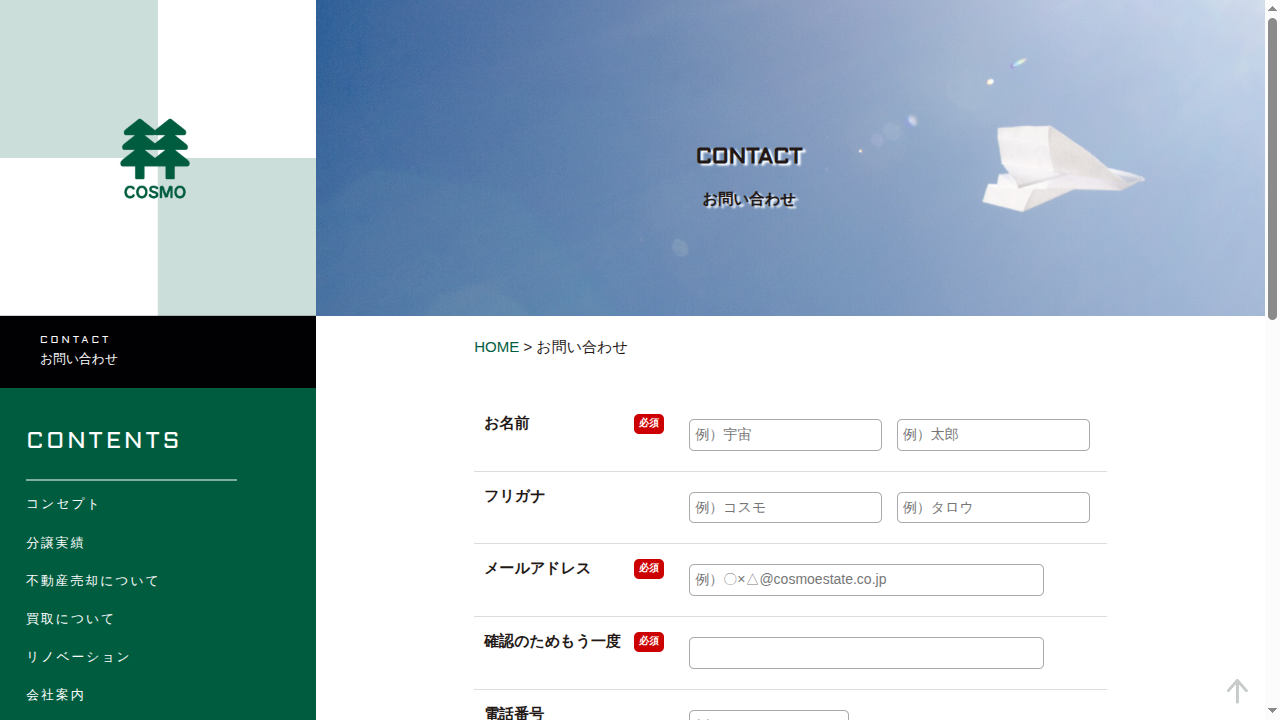 COSMO
CONTACT
お問い合わせ
CONTENTS
コンセプト
分譲実績
不動産売却について
買取について
リノベーション
会社案内
CONTACT
お問い合わせ
HOME > お問い合わせ
お名前 必須 例）宇宙 例）太郎
フリガナ 例）コスモ 例）タロウ
メールアドレス 必須 例）〇×△@cosmoestate.co.jp
確認のためもう一度 必須
電話番号